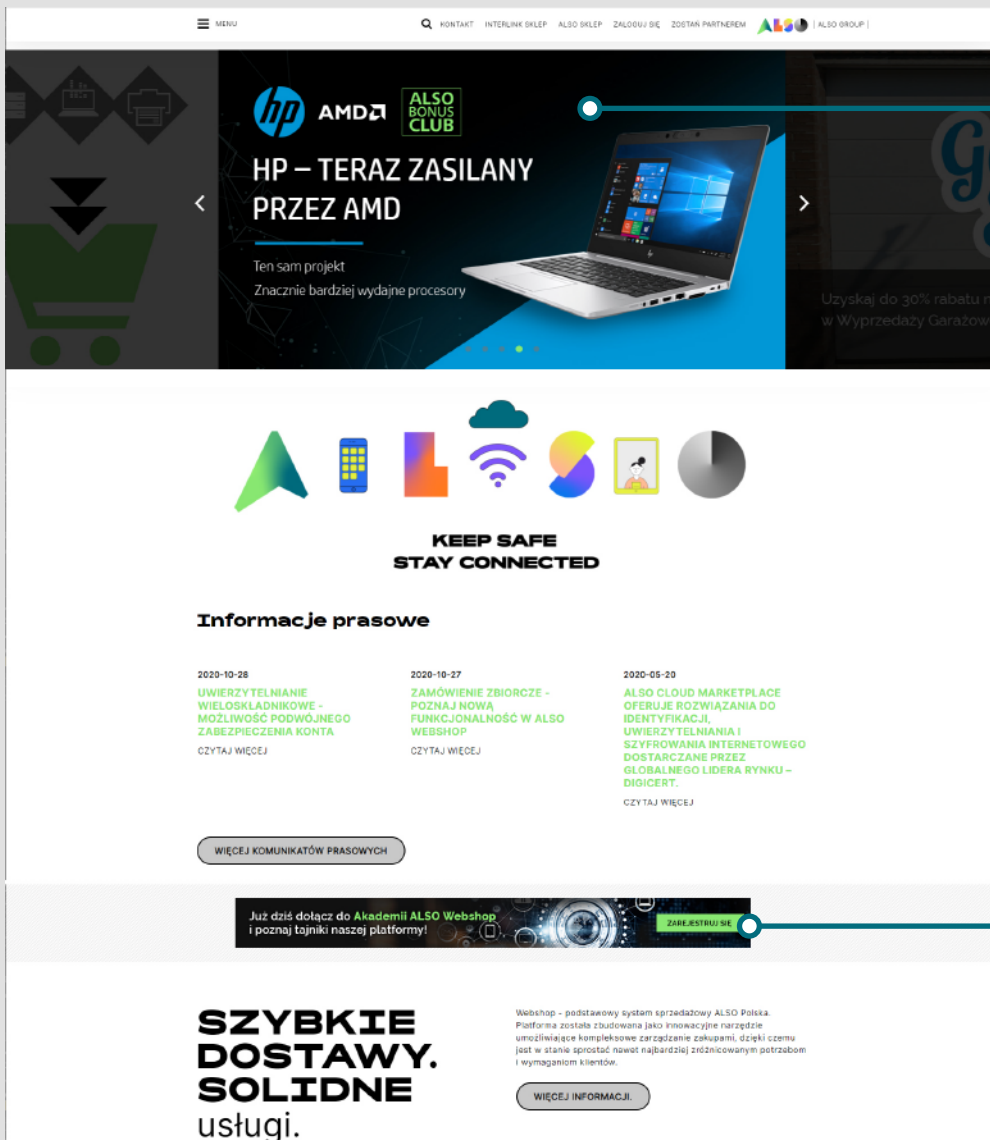 MENU
KONTAKT INTERLINK SKLEP ALSO SKLEP ZALOGUJ SIĘ ZOSTAŃ PARTNEREM ALSO | ALSO GROUP |
hp AMD ALSO
BONUS
CLUB
HP – TERAZ ZASILANY
PRZEZ AMD
Ten sam projekt
Znacznie bardziej wydajne procesory
Uzyskaj do 30% rabatu
w Wyprzedaży
KEEP SAFE
STAY CONNECTED
Informacje prasowe
2020-10-28
UWIERZYTELNIANIE
WIELOSKŁADNIKOWE -
MOŻLIWOŚĆ PODWÓJNEGO
ZABEZPIECZENIA KONTA
CZYTAJ WIĘCEJ
2020-10-27
ZAMÓWIENIE ZBIORCZE -
POZNAJ NOWĄ
FUNKCJONALNOŚĆ W ALSO
WEBSHOP
CZYTAJ WIĘCEJ
2020-05-20
ALSO CLOUD MARKETPLACE
OFERUJE ROZWIĄZANIA DO
IDENTYFIKACJI,
UWIERZYTELNIANIA I
SZYFROWANIA INTERNETOWEGO
DOSTARCZANE PRZEZ
GLOBALNEGO LIDERA RYNKU –
DIGICERT.
CZYTAJ WIĘCEJ
WIĘCEJ KOMUNIKATÓW PRASOWYCH
Już dziś dołącz do Akademii ALSO Webshop
i poznaj tajniki naszej platformy!
ZAREJESTRUJ SIĘ
SZYBKIE
DOSTAWY.
SOLIDNE
usługi.
Webshop - podstawowy system sprzedażowy ALSO Polska.
Platforma została zbudowana jako innowacyjne narzędzie
umożliwiające kompleksowe zarządzanie zakupami, dzięki czemu
jest w stanie sprostać nawet najbardziej zróżnicowanym potrzebom
i wymaganiom klientów.
WIĘCEJ INFORMACJI.